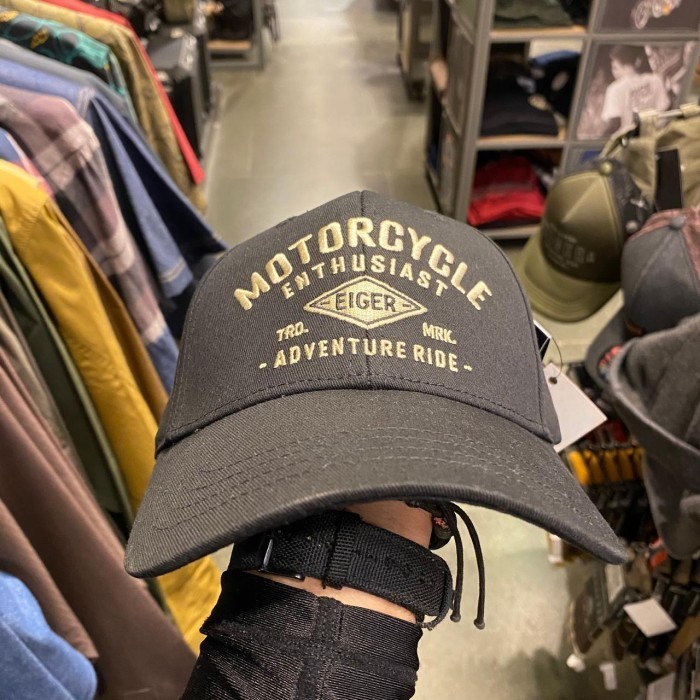 MOTORCYCLE
ENTHUSIAST
EIGER
TRD. MRK.
- ADVENTURE RIDE -